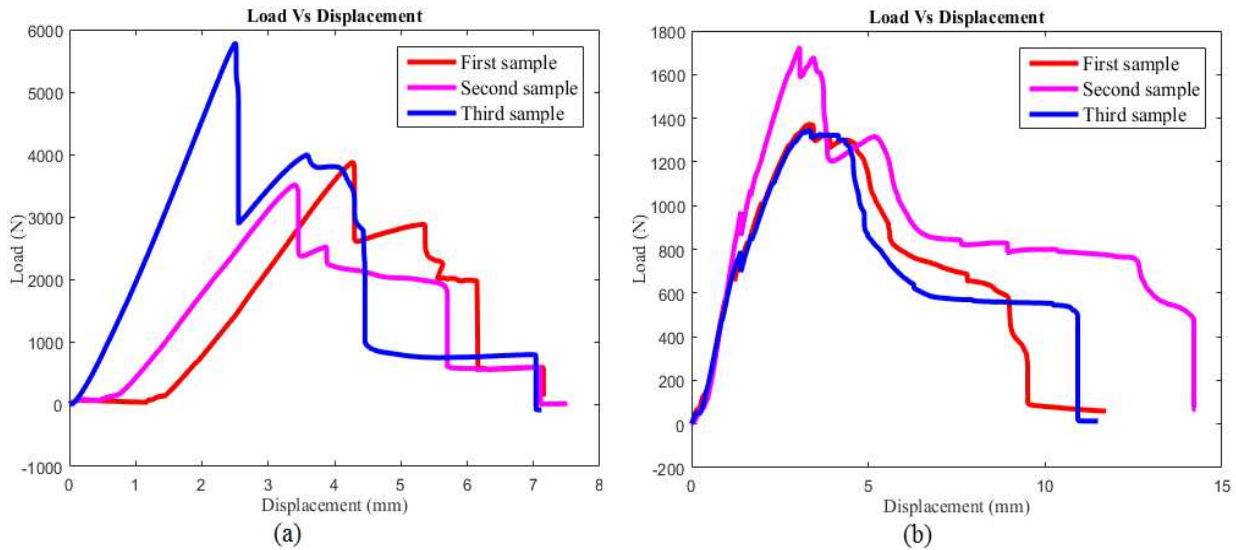 Load Vs Displacement
6000
5000
4000
3000
2000
1000
0
-1000
Load (N)
First sample
Second sample
Third sample
0 1 2 3 4 5 6 7 8
Displacement (mm)
(a)
Load Vs Displacement
1800
1600
1400
1200
1000
800
600
400
200
0
-200
Load (N)
First sample
Second sample
Third sample
0 5 10 15
Displacement (mm)
(b)